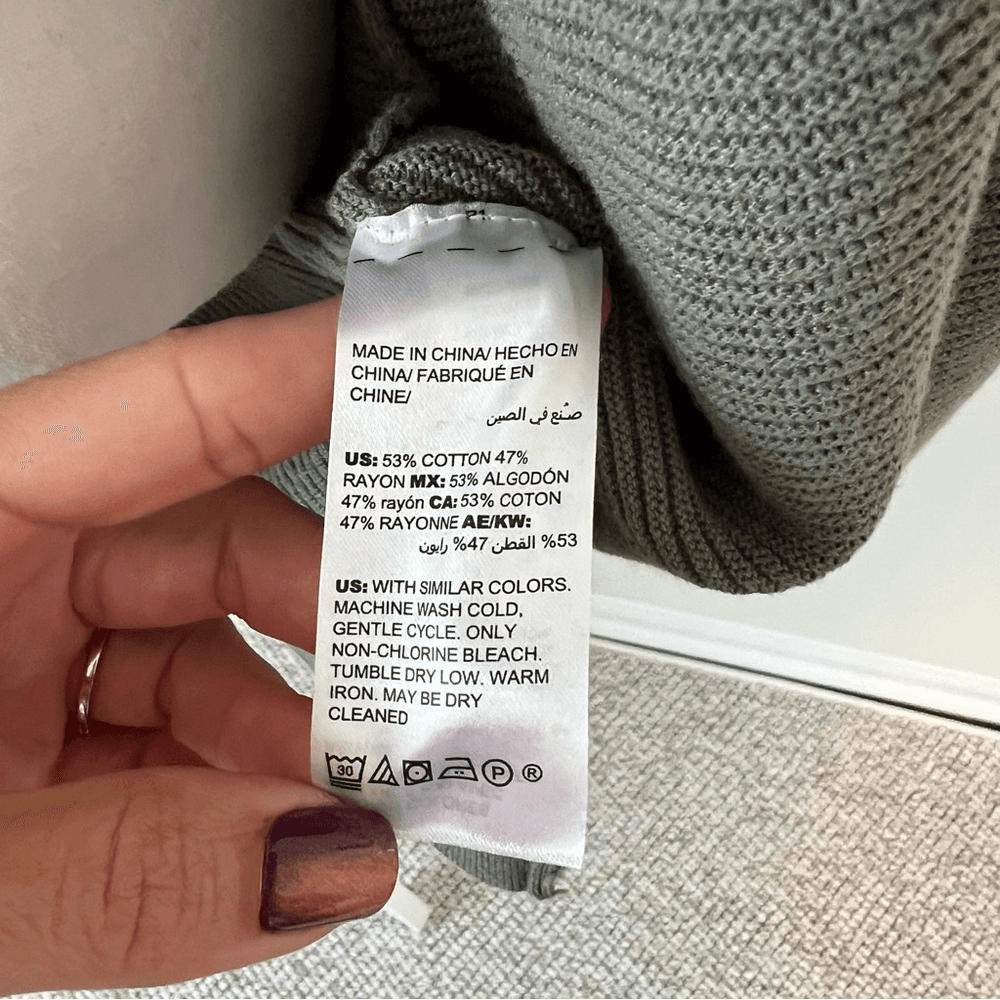 21
MADE IN CHINA/ HECHO EN
CHINA/ FABRIQUÉ EN
CHINE/
صُنع في الصين
US: 53% COTTON 47%
RAYON MX: 53% ALGODÓN
47% rayón CA: 53% COTON
47% RAYONNE AE/KW:
53% القطن 47% رايون
US: WITH SIMILAR COLORS.
MACHINE WASH COLD,
GENTLE CYCLE. ONLY
NON-CHLORINE BLEACH.
TUMBLE DRY LOW. WARM
IRON. MAY BE DRY
CLEANED
30 P ®